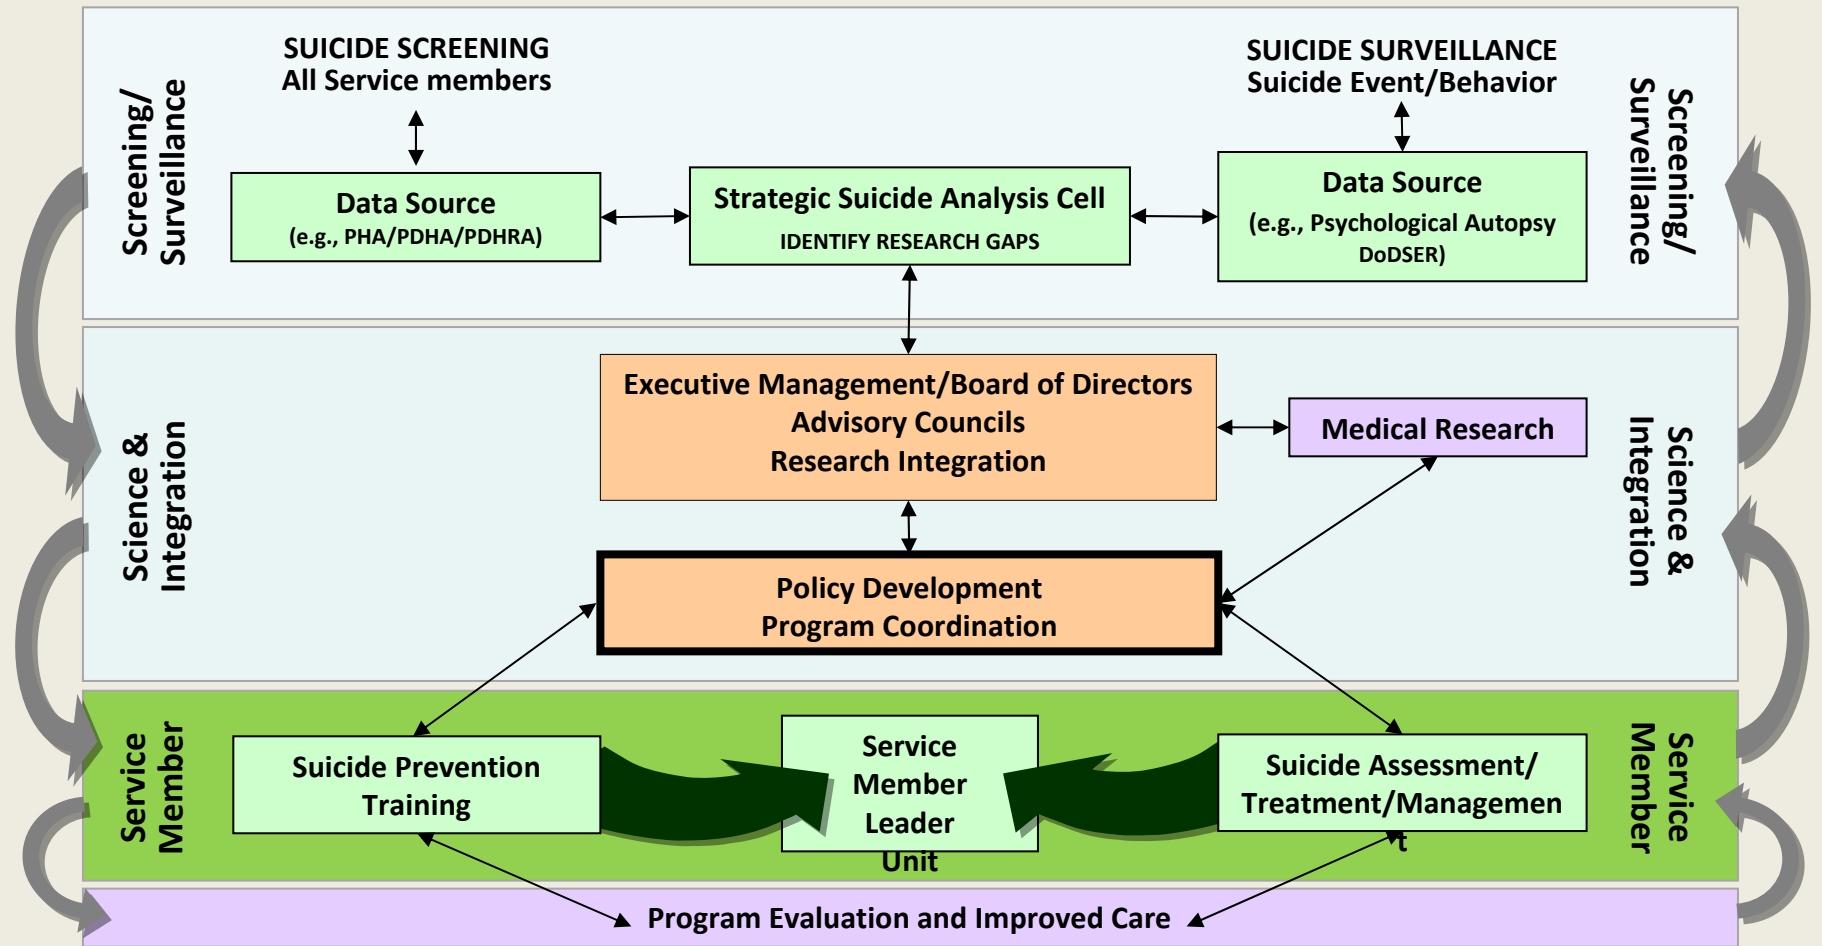 SUICIDE SCREENING
All Service members
SUICIDE SURVEILLANCE
Suicide Event/Behavior
Screening/
Surveillance
Data Source
(e.g., PHA/PDHA/PDHRA)
Strategic Suicide Analysis Cell
IDENTIFY RESEARCH GAPS
Data Source
(e.g., Psychological Autopsy
DoDSER)
Screening/
Surveillance
Science &
Integration
Executive Management/Board of Directors
Advisory Councils
Research Integration
Medical Research
Science &
Integration
Policy Development
Program Coordination
Service
Member
Suicide Prevention
Training
Service
Member
Leader
Unit
Suicide Assessment/
Treatment/Managemen
t
Service
Member
Program Evaluation and Improved Care